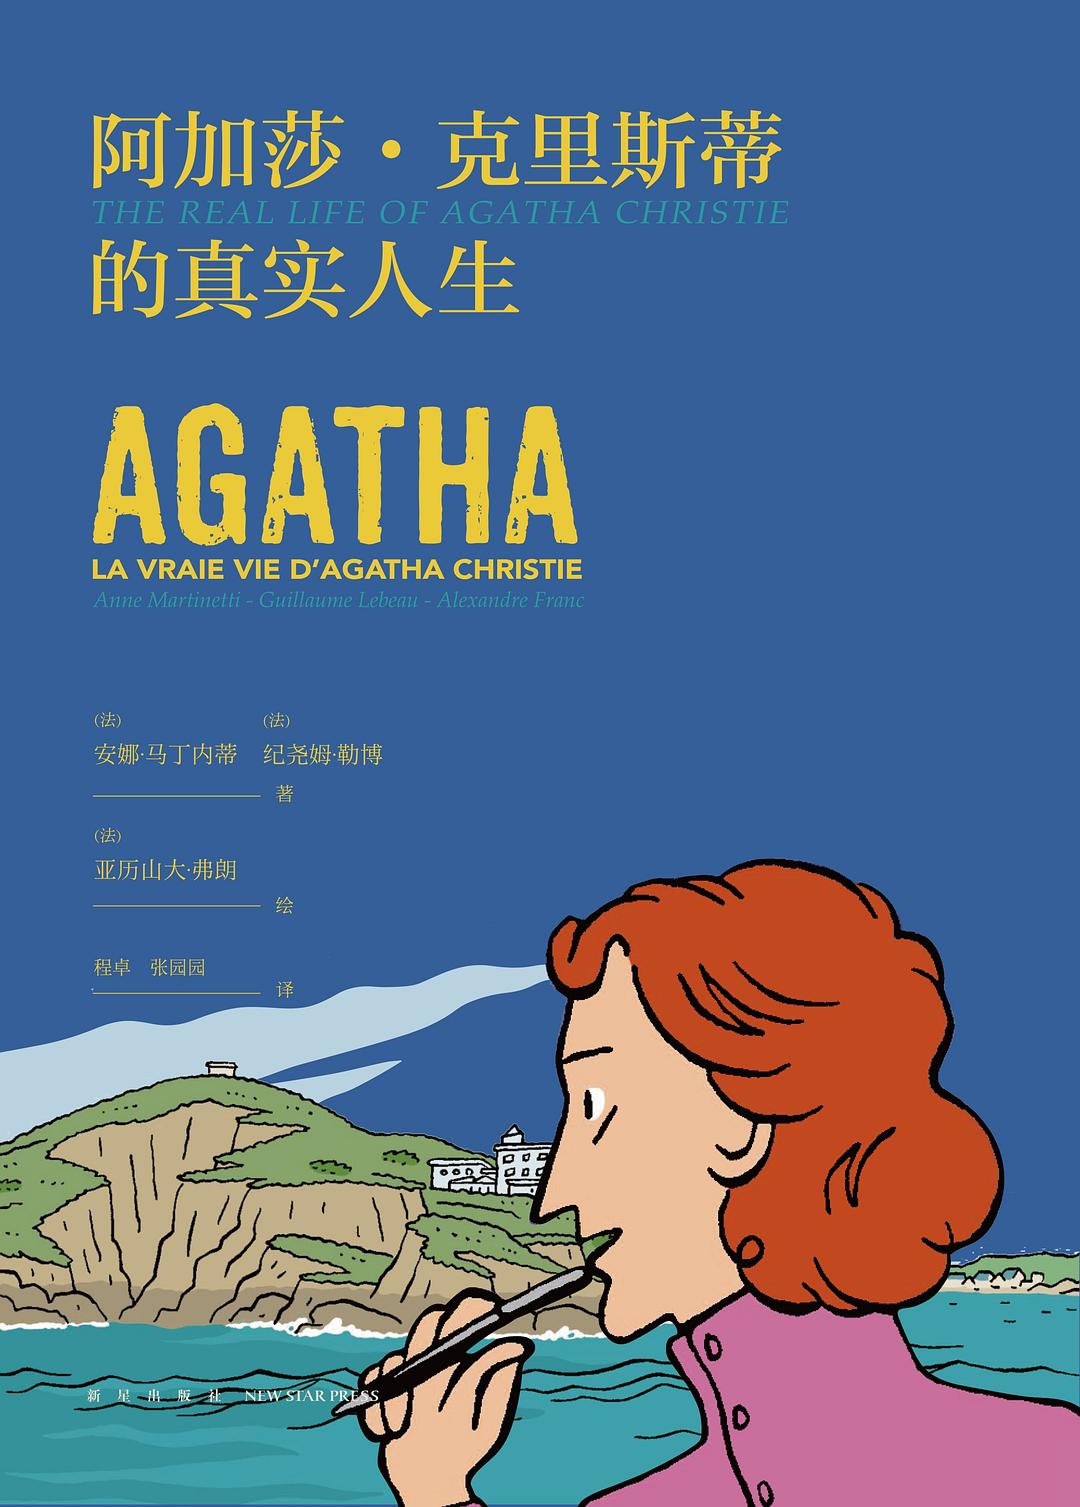 阿加莎·克里斯蒂
THE REAL LIFE OF AGATHA CHRISTIE
的真实人生
AGATHA
LA VRAIE VIE D’AGATHA CHRISTIE
Anne Martinetti - Guillaume Lebeau - Alexandre Franc
(法) (法)
安娜·马丁内蒂 纪尧姆·勒博
著
(法)
亚历山大·弗朗
绘
程卓 张园园
译
新星出版社 NEW STAR PRESS